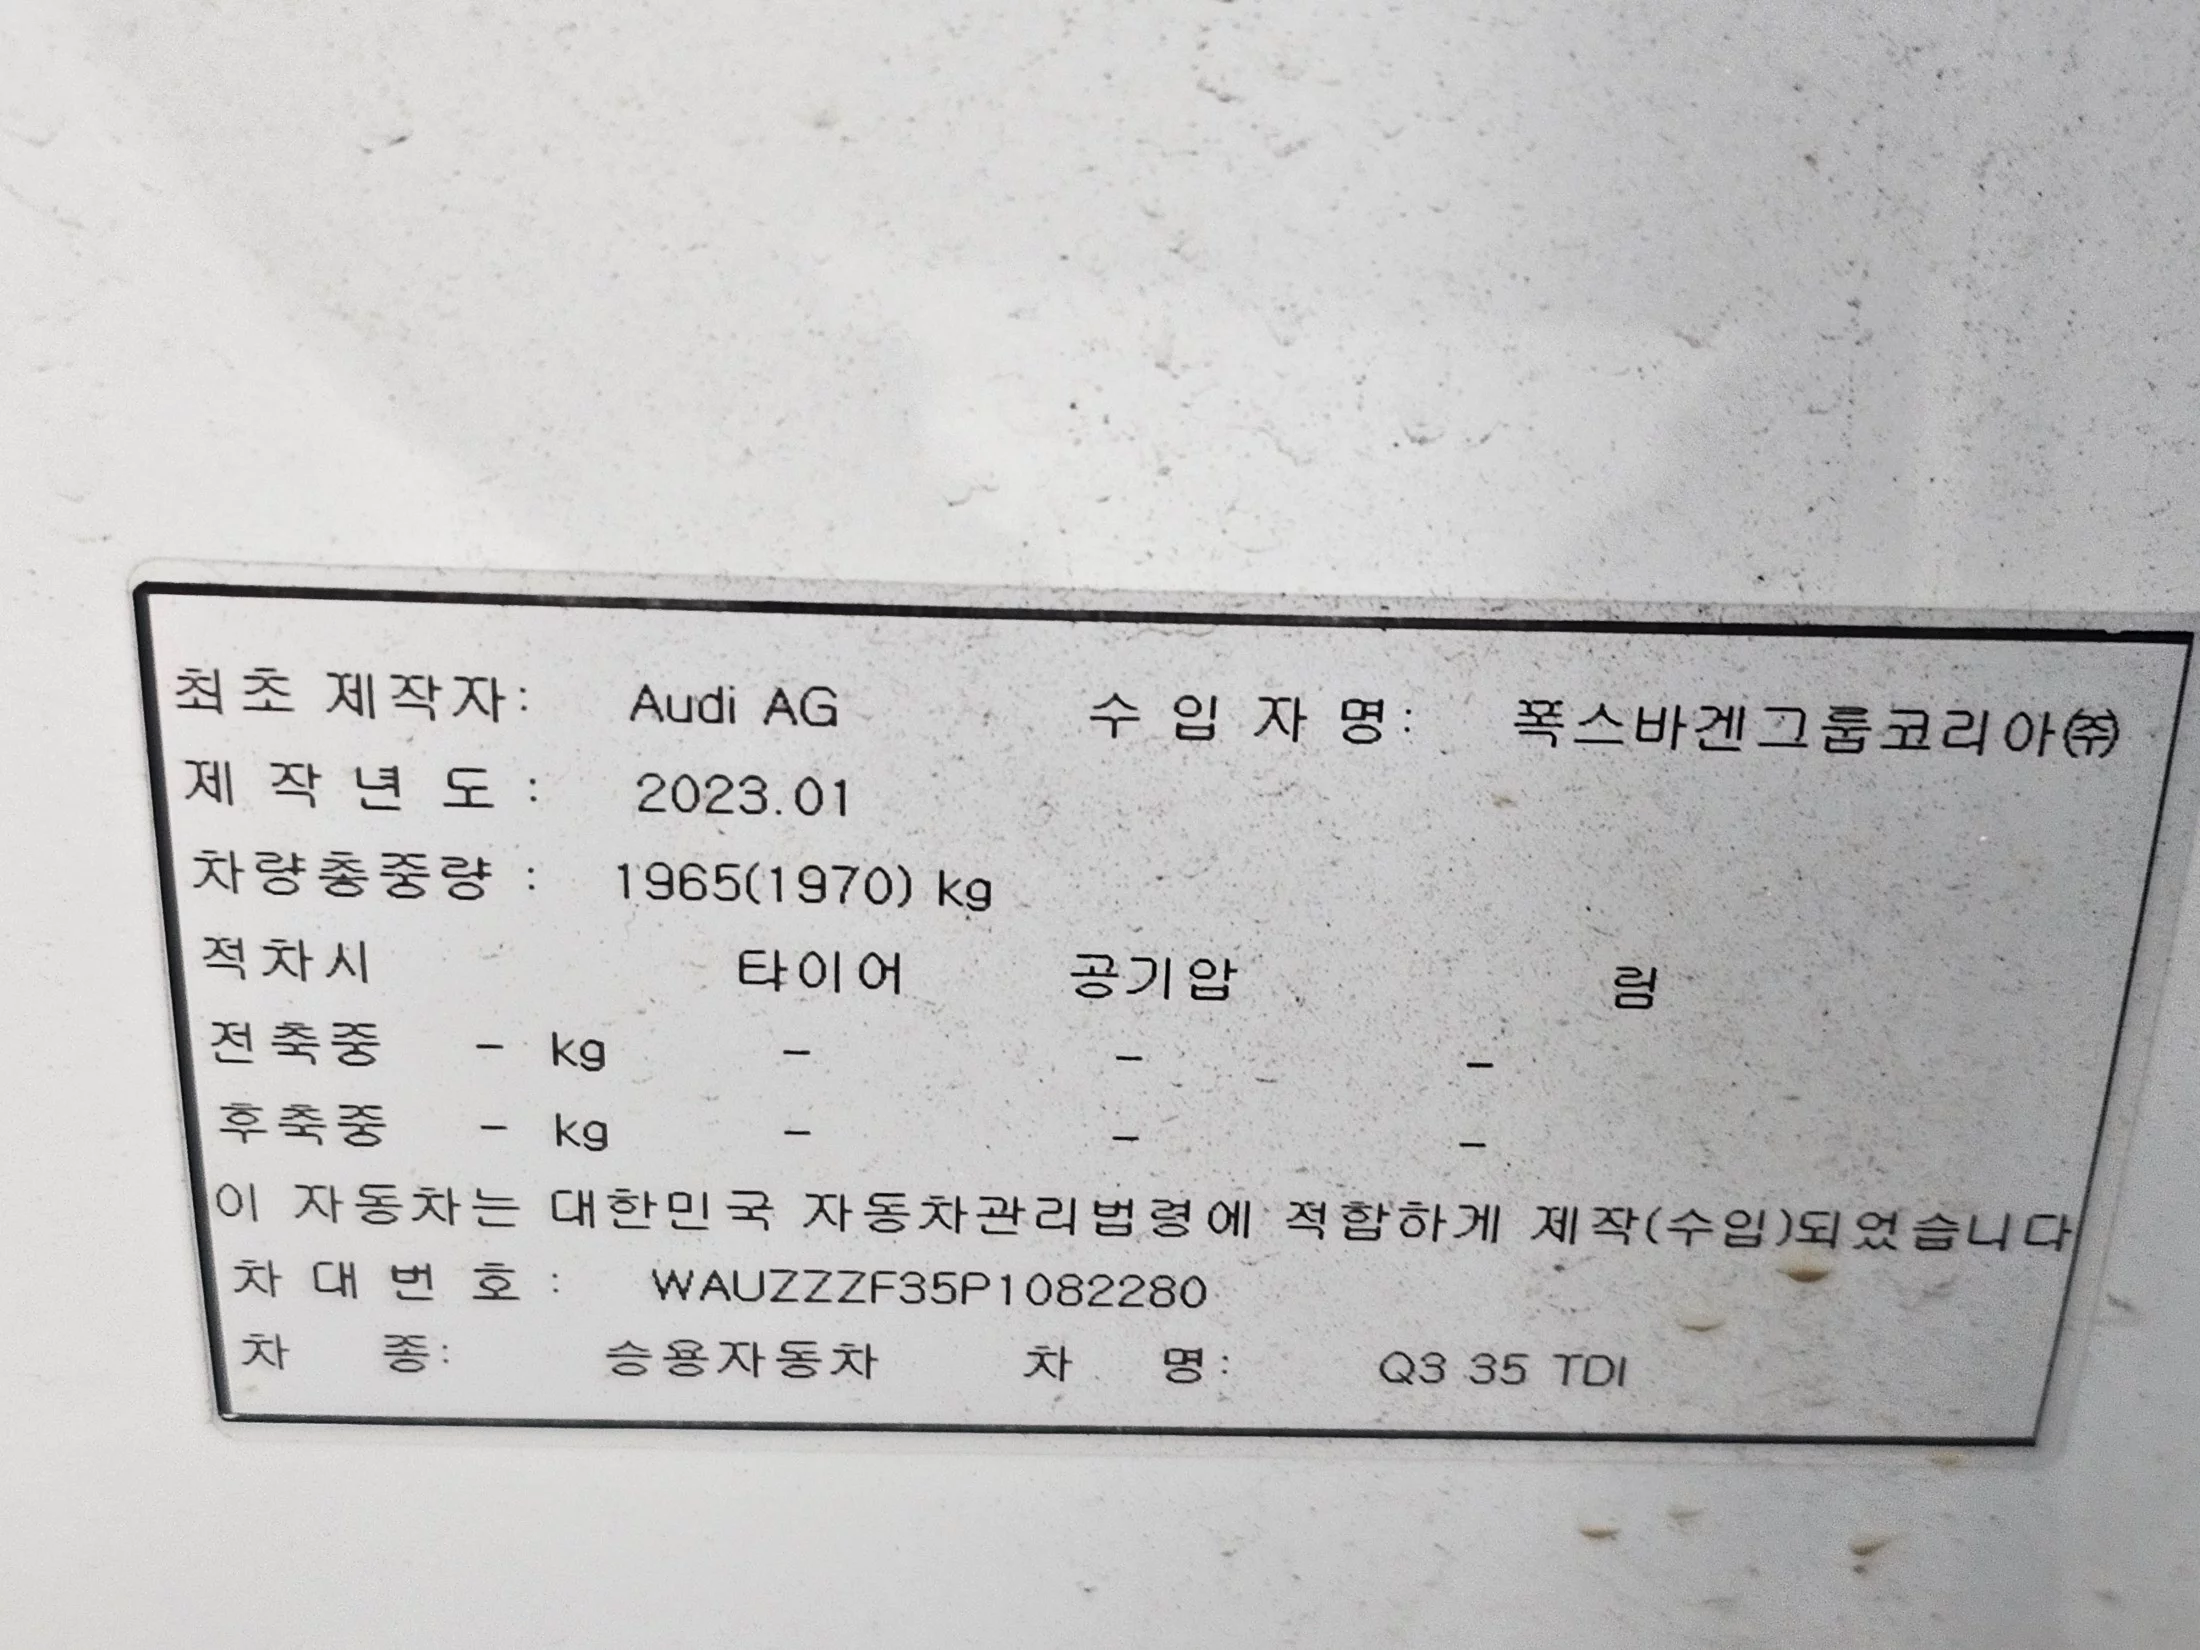 최초 제작자: Audi AG 수입자명: 폭스바겐그룹코리아㈜
제작년도: 2023.01
차량총중량: 1965(1970) kg
적차시 타이어 공기압 림
전축중 - kg - - -
후축중 - kg - - -
이 자동차는 대한민국 자동차관리법령에 적합하게 제작(수입)되었습니다
차대번호: WAUZZZF35P1082280
차종: 승용자동차 차명: Q3 35 TDI